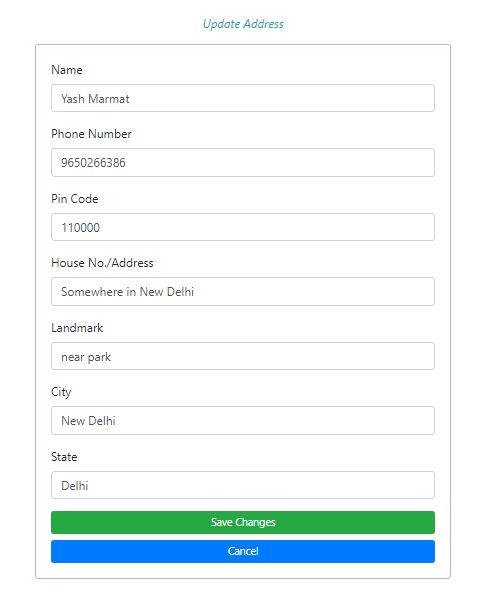 Update Address
Name
Yash Marmat
Phone Number
9650266386
Pin Code
110000
House No./Address
Somewhere in New Delhi
Landmark
near park
City
New Delhi
State
Delhi
Save Changes
Cancel